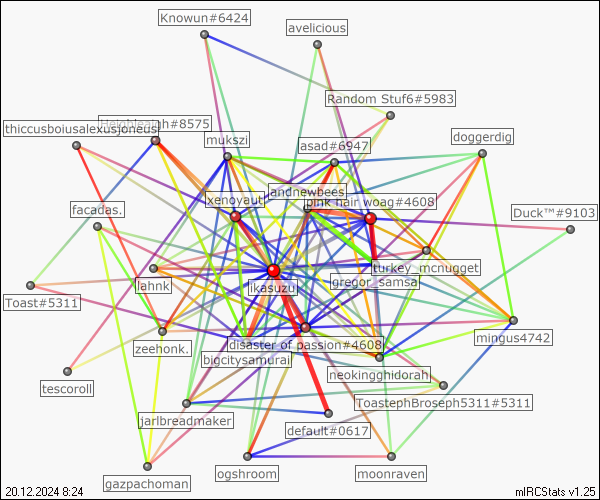 Knowun#6424
avelicious
Random Stuf6#5983
Heighleigh#8575
thiccusboiusalexusjoneus
mukszi
asad#6947
doggerdig
andnewbees
xenoyaut
pink hair woag#4608
facadas.
Duck™#9103
turkey_mcnugget
lahnk
gregor_samsa
ikasuzu
Toast#5311
mingus4742
disaster of passion#4608
zeehonk.
bigcitysamurai
neokingghidorah
tescoroll
ToastephBroseph5311#5311
jarlbreadmaker
default#0617
gazpachoman
ogshroom
moonraven
20.12.2024 8:24
mIRCStats v1.25